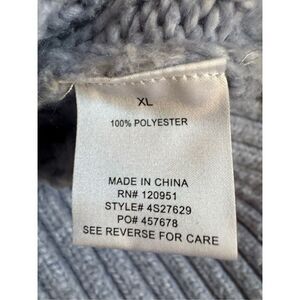 XL
100% POLYESTER
MADE IN CHINA
RN# 120951
STYLE# 4S27629
PO# 457678
SEE REVERSE FOR CARE